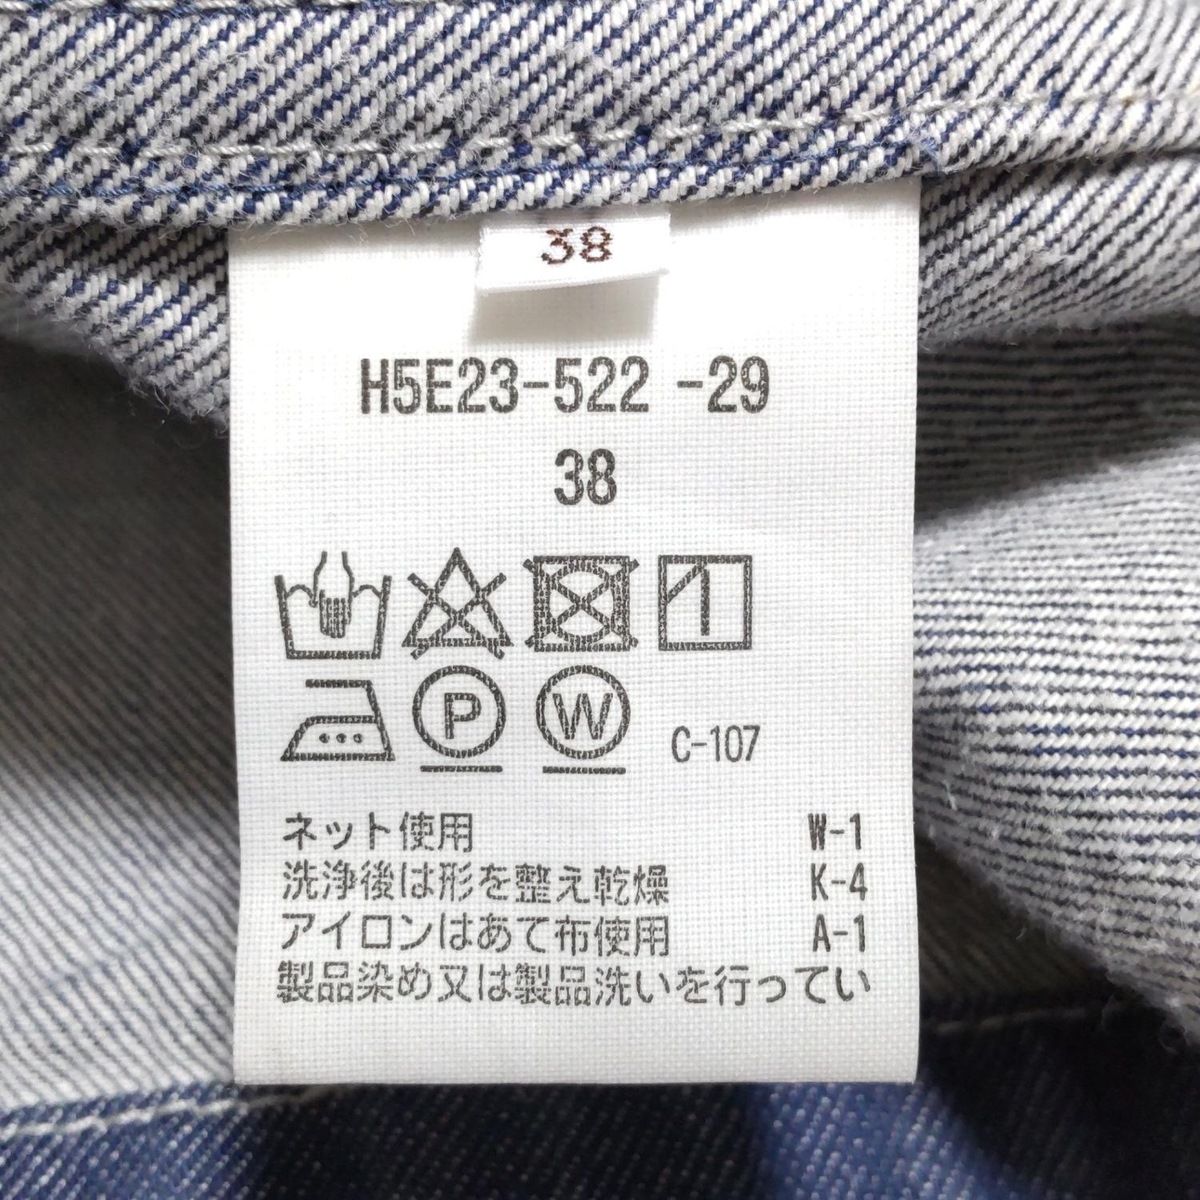 38
H5E23-522 -29
38
P W C-107
ネット使用 W-1
洗浄後は形を整え乾燥 K-4
アイロンはあて布使用 A-1
製品染め又は製品洗いを行ってい